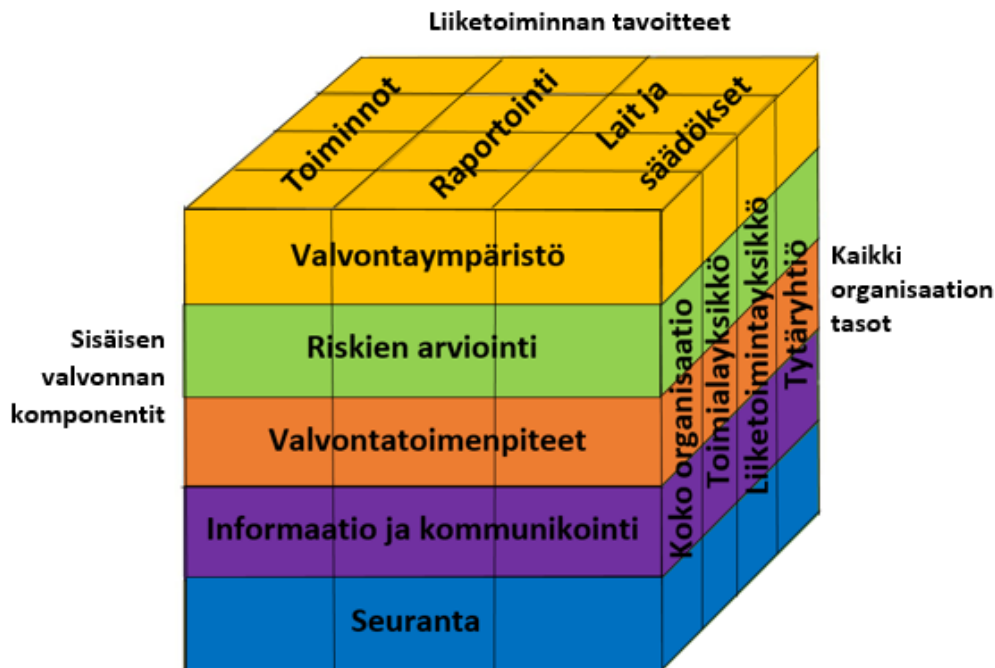 Liiketoiminnan tavoitteet
Toiminnot
Raportointi
Lait ja
säädökset
Valvontaympäristö
Riskien arviointi
Valvontatoimenpiteet
Informaatio ja kommunikointi
Seuranta
Sisäisen
valvonnan
komponentit
Koko organisaatio
Toimialayksikkö
Liiketoimintayksikkö
Tytäryhtiö
Kaikki
organisaation
tasot